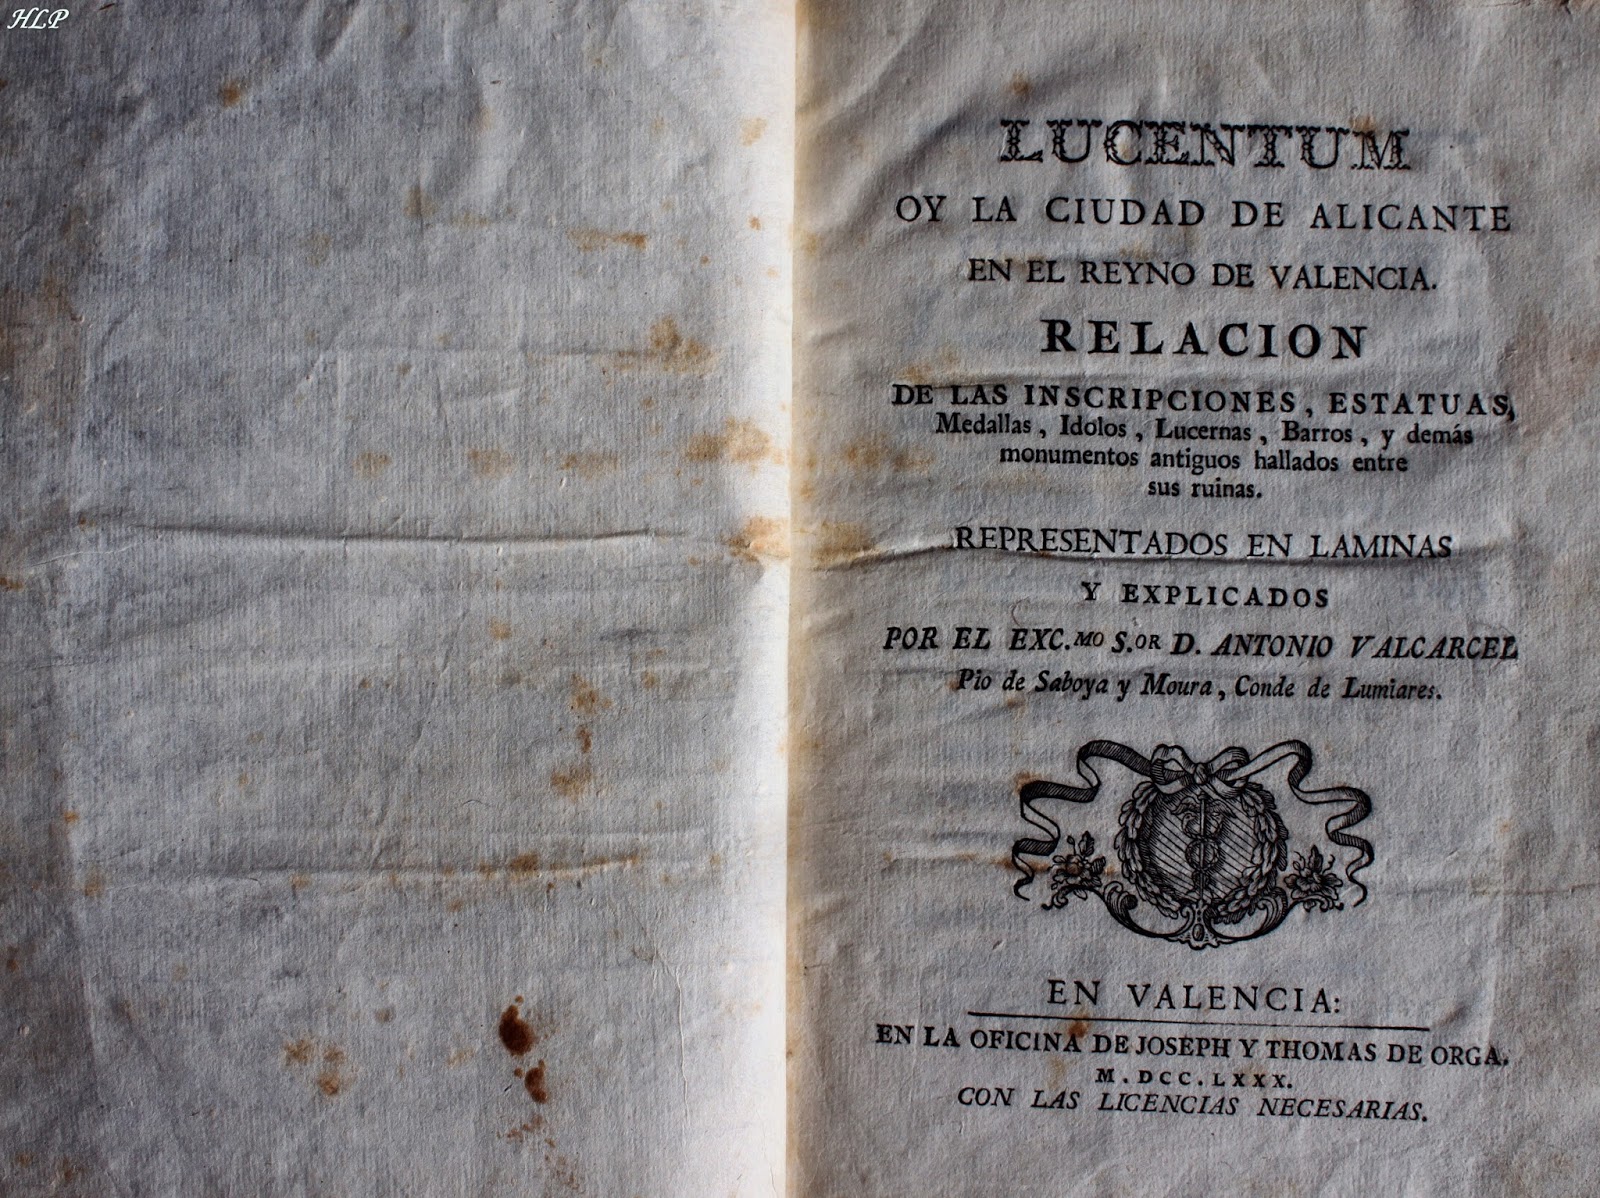 HLP
LUCENTUM
OY LA CIUDAD DE ALICANTE
EN EL REYNO DE VALENCIA.
RELACION
DE LAS INSCRIPCIONES, ESTATUAS,
Medallas, Idolos, Lucernas, Barros, y demás
monumentos antiguos hallados entre
sus ruinas.
REPRESENTADOS EN LAMINAS
Y EXPLICADOS
POR EL EXC.MO S.OR D. ANTONIO VALCARCEL
Pio de Saboya y Moura, Conde de Lumiares.
EN VALENCIA:
EN LA OFICINA DE JOSEPH Y THOMAS DE ORGA.
M.DCC.LXXX.
CON LAS LICENCIAS NECESARIAS.